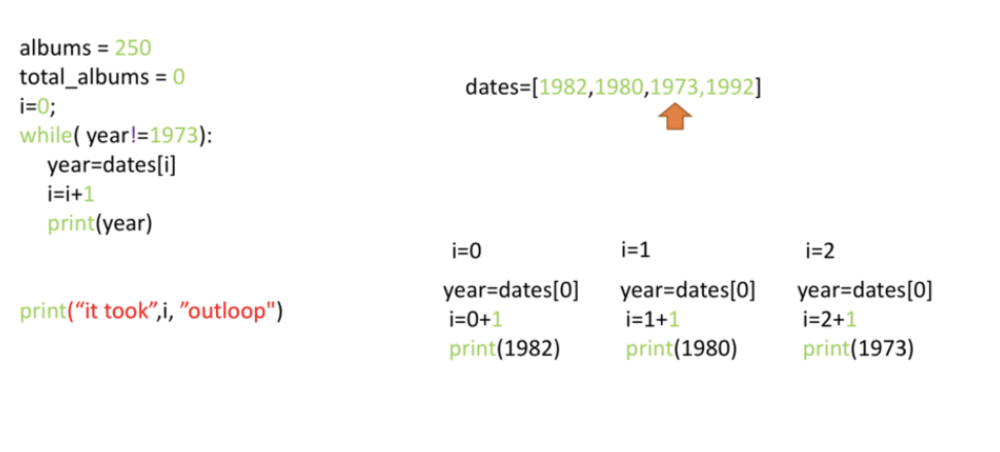 albums = 250
total_albums = 0
i=0;
while( year!=1973):
year=dates[i]
i=i+1
print(year)
print(“it took”,i, ”outloop")
dates=[1982,1980,1973,1992]
i=0
year=dates[0]
i=0+1
print(1982)
i=1
year=dates[0]
i=1+1
print(1980)
i=2
year=dates[0]
i=2+1
print(1973)